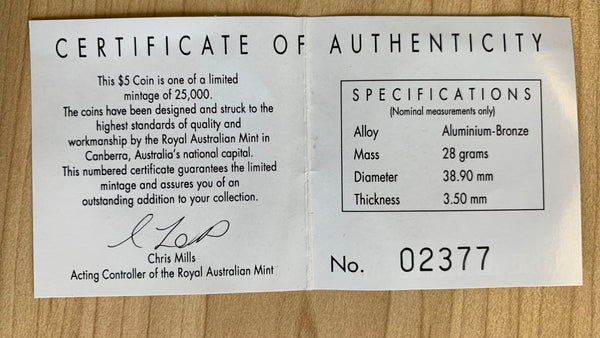 CERTIFICATE OF AUTHENTICITY
This $5 Coin is one of a limited
mintage of 25,000.
The coins have been designed and struck to the
highest standards of quality and
workmanship by the Royal Australian Mint in
Canberra, Australia's national capital.
This numbered certificate guarantees the limited
mintage and assures you of an
outstanding addition to your collection.
Chris Mills
Acting Controller of the Royal Australian Mint
SPECIFICATIONS
(Nominal measurements only)
Alloy Aluminium-Bronze
Mass 28 grams
Diameter 38.90 mm
Thickness 3.50 mm
No. 02377